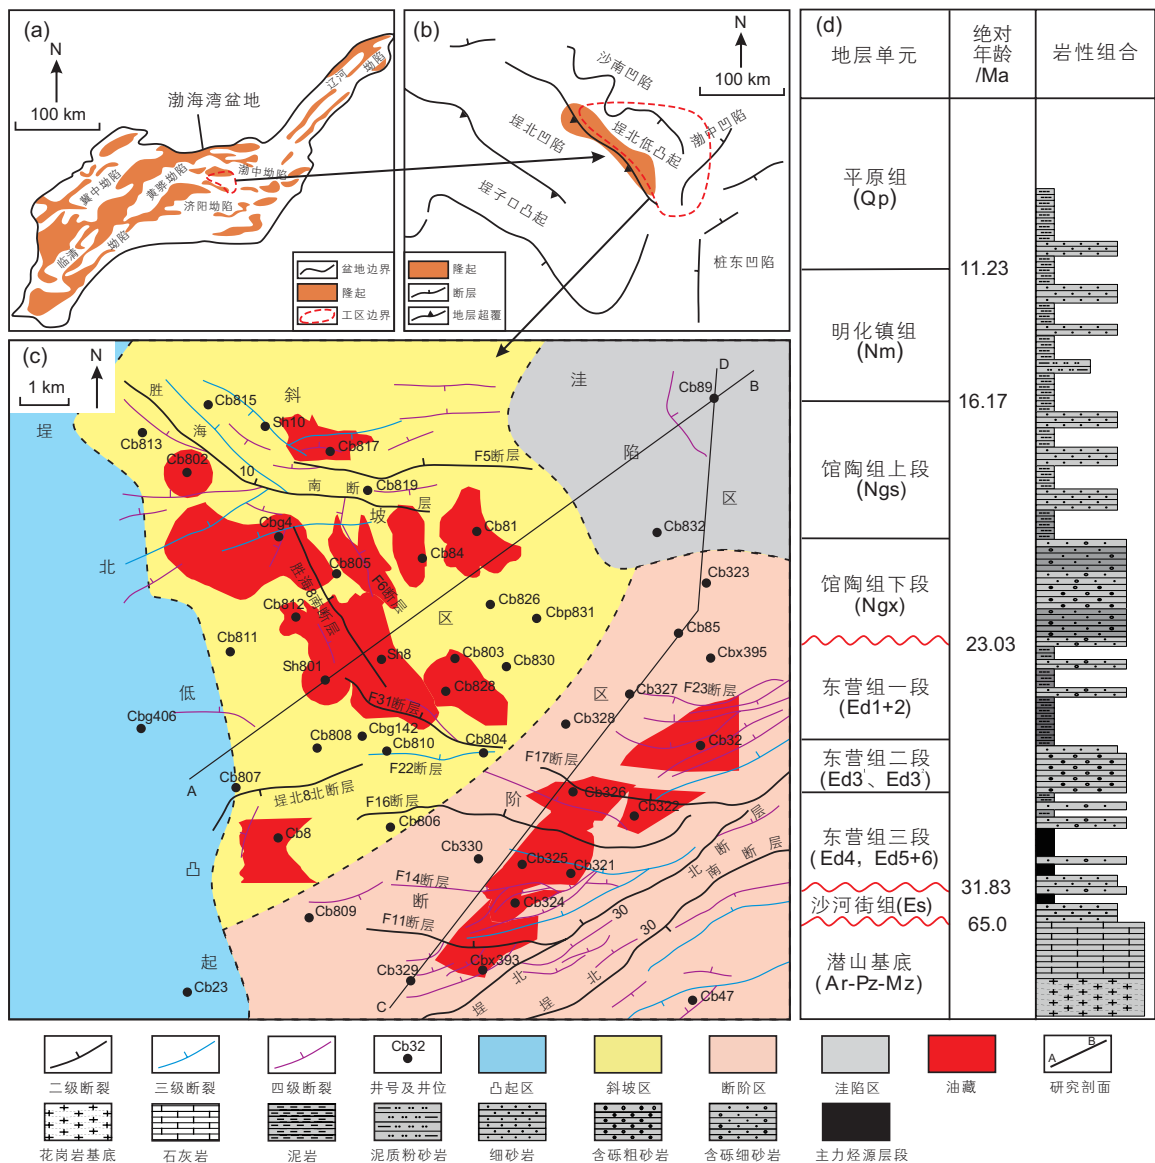 (a)
N
100 km
渤海湾盆地
辽河
坳陷
冀中坳陷
黄骅坳陷
渤中坳陷
济阳坳陷
临清
坳陷
盆地边界
隆起
工区边界
(b)
N
100 km
沙南凹陷
埕北凹陷
埕北低凸起
渤中凹陷
埕子口凸起
桩东凹陷
隆起
断层
地层超覆
(c)
N
1 km
埕
北
低
凸
起
斜
坡
区
洼
陷
区
断
阶
区
胜
海
10
南
断
层
Cb815
Sh10
Cb813
Cb817
Cb802
F5断层
Cb819
Cbg4
Cb81
Cb84
Cb805
F6断层
胜海8南断层
Cb812
Cb826
Cbp831
Cb811
Sh8
Cb803
Cb830
Sh801
Cb828
F31断层
Cbg406
Cbg142
Cb808
Cb810
Cb804
F22断层
Cb807
A
埕北8北断层
F16断层
Cb806
Cb8
Cb89
D
B
Cb832
Cb323
Cb85
Cbx395
Cb327
F23断层
Cb328
Cb32
F17断层
Cb326
Cb322
Cb330
Cb325
Cb321
F14断层
Cb324
Cb809
F11断层
Cbx393
Cb329
C
Cb23
Cb47
埕
北
30
北
断
层
埕
北
30
南
断
层
(d)
地层单元
绝对
年龄
/Ma
岩性组合
平原组
(Qp)
11.23
明化镇组
(Nm)
16.17
馆陶组上段
(Ngs)
馆陶组下段
(Ngx)
23.03
东营组一段
(Ed1+2)
东营组二段
(Ed3、Ed3)
东营组三段
(Ed4，Ed5+6)
31.83
沙河街组(Es)
65.0
潜山基底
(Ar-Pz-Mz)
Cb32
A
B
二级断裂
三级断裂
四级断裂
井号及井位
凸起区
斜坡区
断阶区
洼陷区
油藏
研究剖面
花岗岩基底
石灰岩
泥岩
泥质粉砂岩
细砂岩
含砾粗砂岩
含砾细砂岩
主力烃源层段